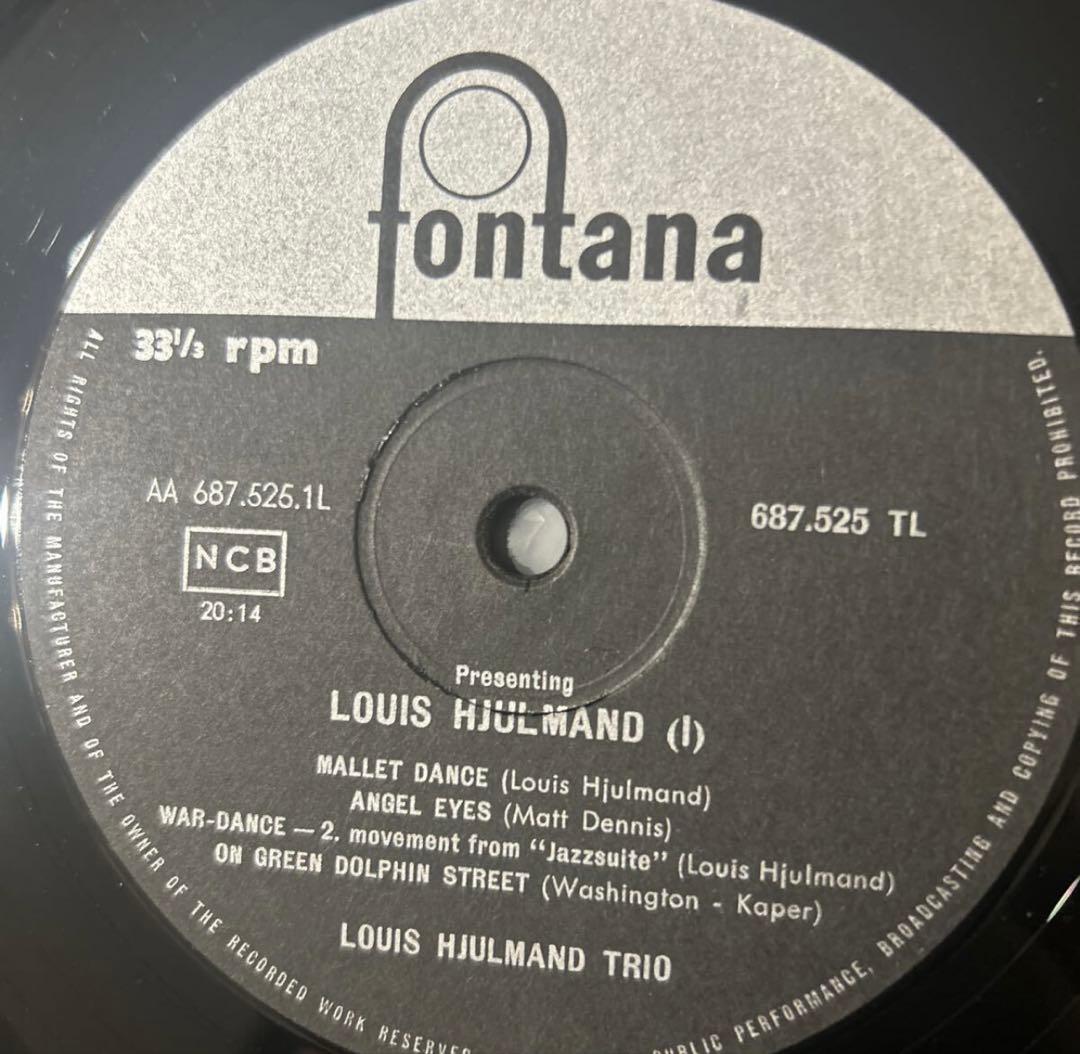 fontana
33⅓ rpm
AA 687.525.1L
687.525 TL
NCB
20:14
Presenting
LOUIS HJULMAND (I)
MALLET DANCE (Louis Hjulmand)
ANGEL EYES (Matt Dennis)
WAR-DANCE — 2. movement from “Jazzsuite” (Louis Hjulmand)
ON GREEN DOLPHIN STREET (Washington - Kaper)
LOUIS HJULMAND TRIO
ALL RIGHTS OF THE MANUFACTURER AND OF THE OWNER OF THE RECORDED WORK RESERVED
PUBLIC PERFORMANCE, BROADCASTING AND COPYING OF THIS RECORD PROHIBITED.